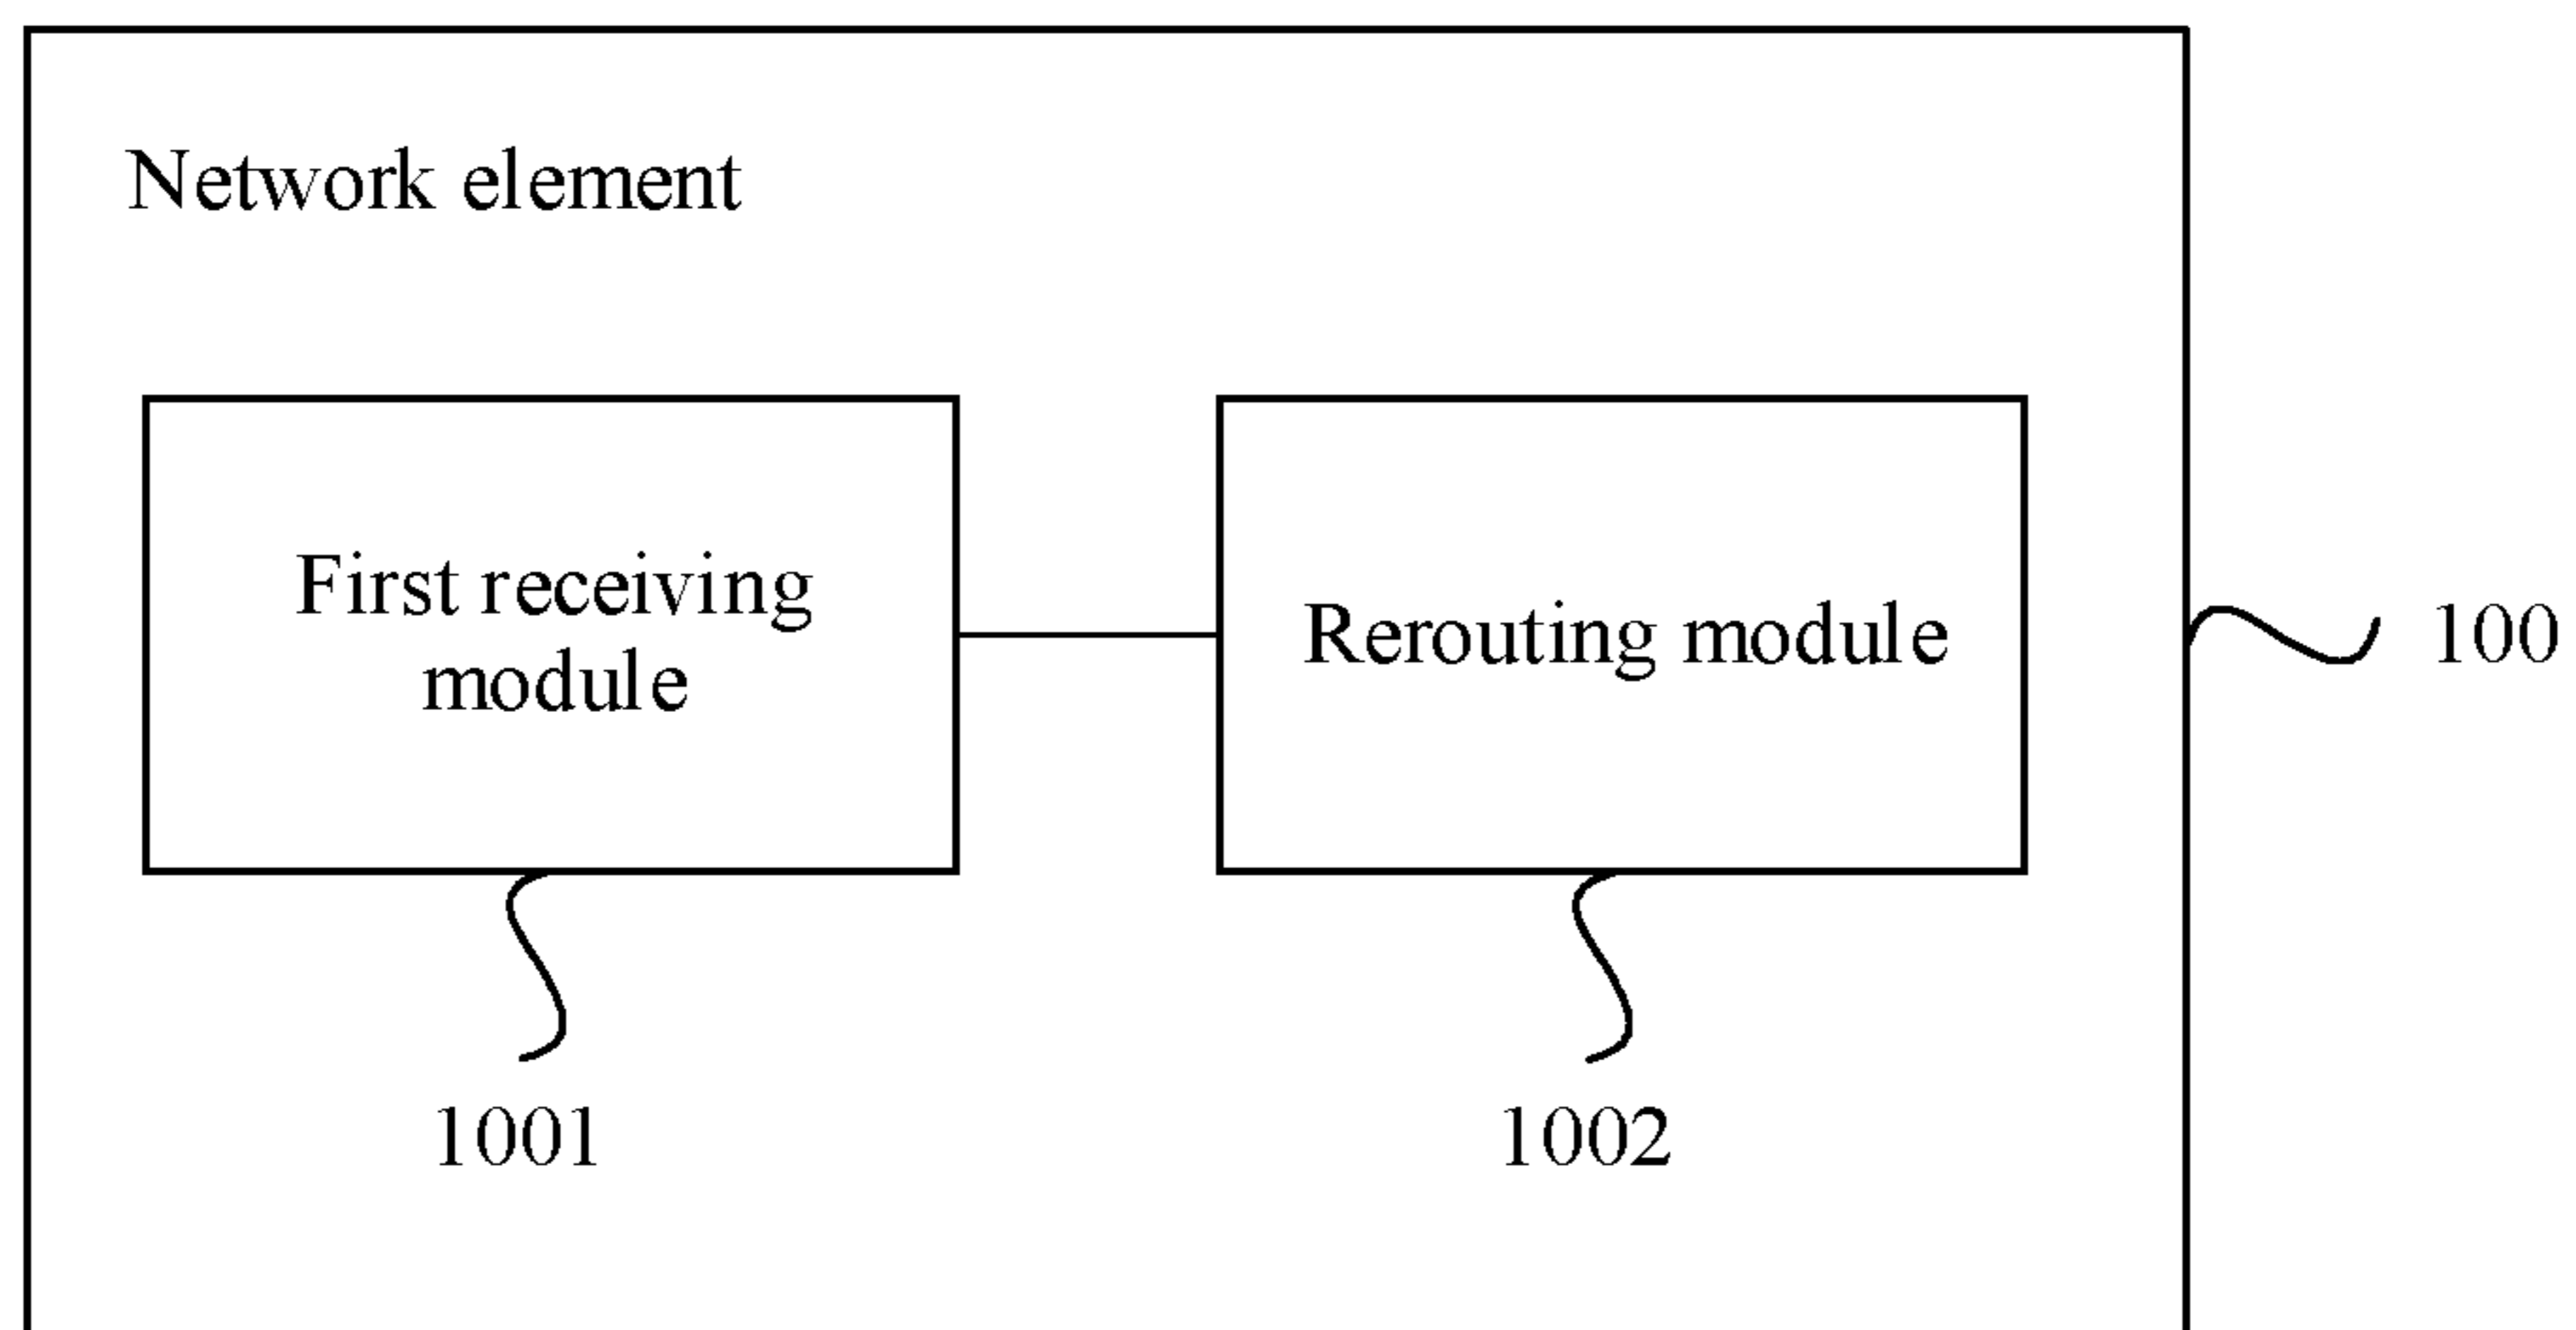 Network element
First receiving
module
Rerouting module
100
1001
1002